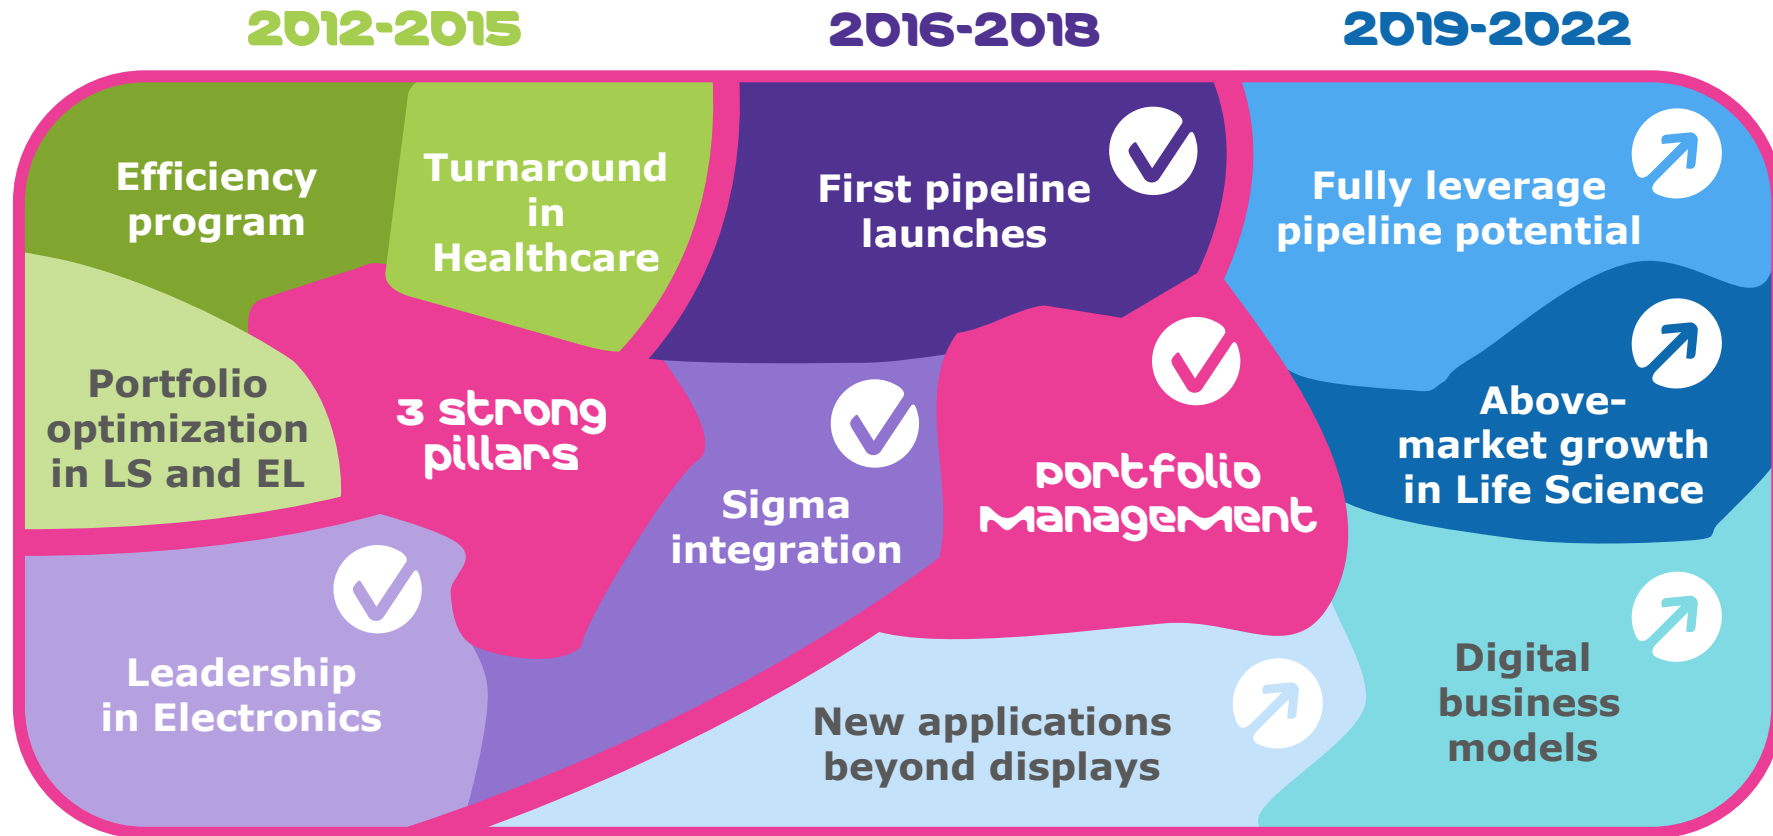 2012-2015
2016-2018
2019-2022
Efficiency
program
Turnaround
in
Healthcare
First pipeline
launches
Fully leverage
pipeline potential
Portfolio
optimization
in LS and EL
3 strong
pillars
Sigma
integration
portfolio
management
Above-
market growth
in Life Science
Leadership
in Electronics
New applications
beyond displays
Digital
business
models